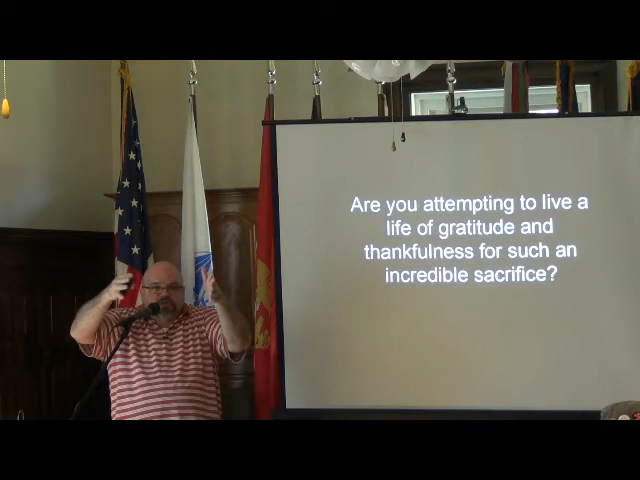 Are you attempting to live a
life of gratitude and
thankfulness for such an
incredible sacrifice?